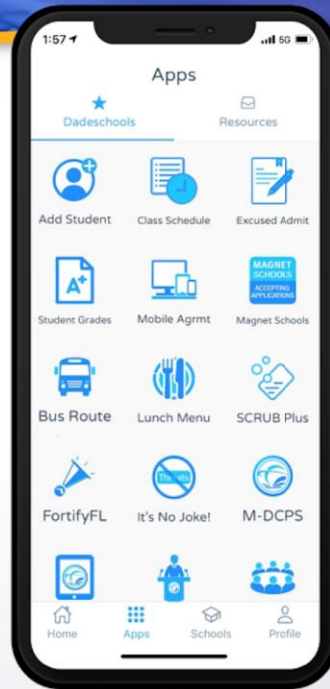 1:57
5G
Apps
Dadeschools
Resources
Add Student
Class Schedule
Excused Admit
A+
MAGNET
SCHOOLS
ACCEPTING
APPLICATIONS
Student Grades
Mobile Agrmt
Magnet Schools
Bus Route
Lunch Menu
SCRUB Plus
Threats
FortifyFL
It's No Joke!
M-DCPS
Home
Apps
Schools
Profile